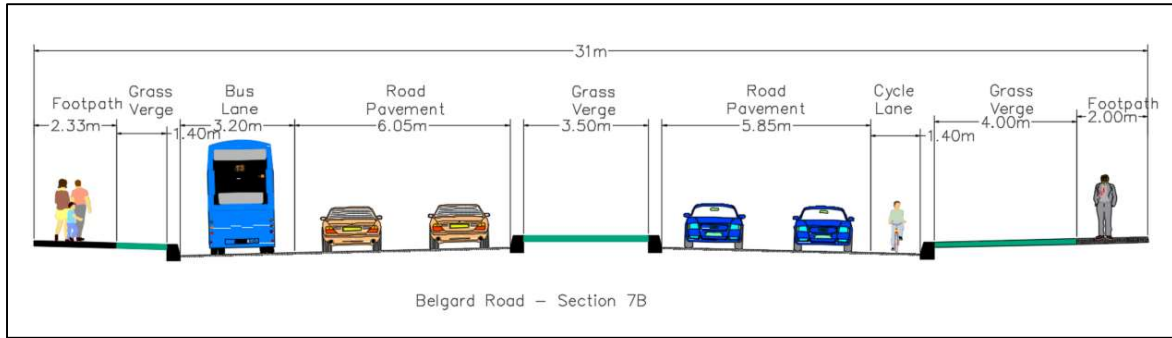 31m
Footpath
2.33m
Grass
Verge
1.40m
Bus
Lane
3.20m
Road
Pavement
6.05m
Grass
Verge
3.50m
Road
Pavement
5.85m
Cycle
Lane
1.40m
Grass
Verge
4.00m
Footpath
2.00m
Belgard Road – Section 7B